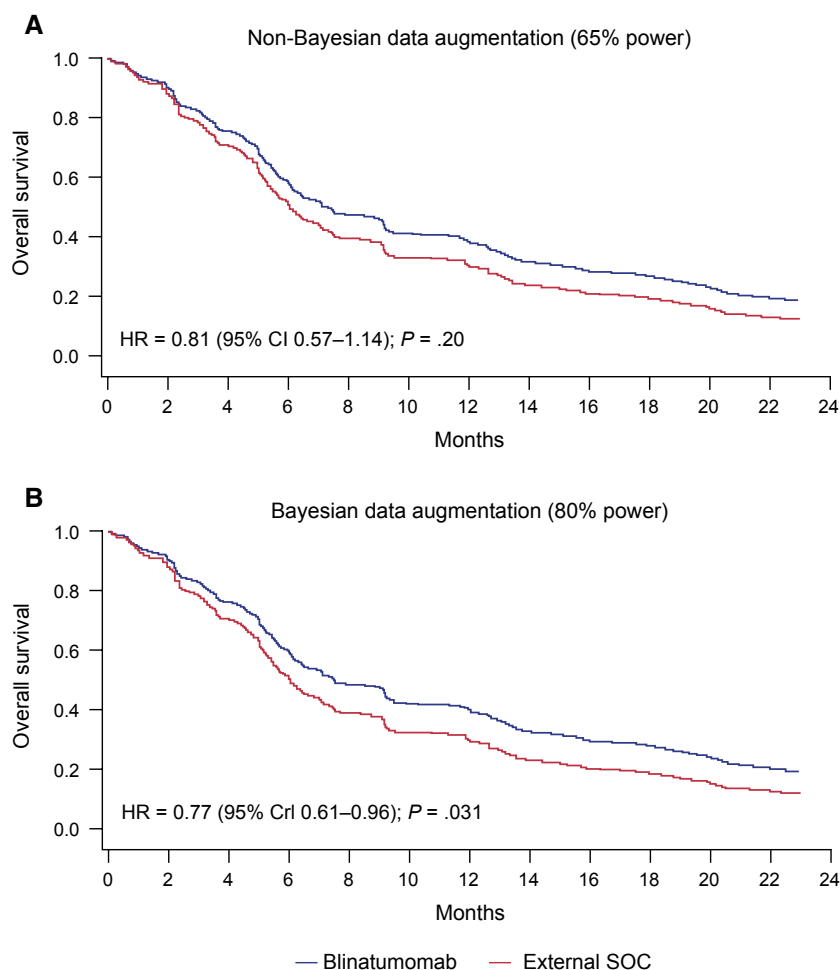 A
Non-Bayesian data augmentation (65% power)
Overall survival
1.0
0.8
0.6
0.4
0.2
0.0
HR = 0.81 (95% CI 0.57–1.14); P = .20
0 2 4 6 8 10 12 14 16 18 20 22 24
Months
B
Bayesian data augmentation (80% power)
Overall survival
1.0
0.8
0.6
0.4
0.2
0.0
HR = 0.77 (95% Crl 0.61–0.96); P = .031
0 2 4 6 8 10 12 14 16 18 20 22 24
Months
Blinatumomab External SOC